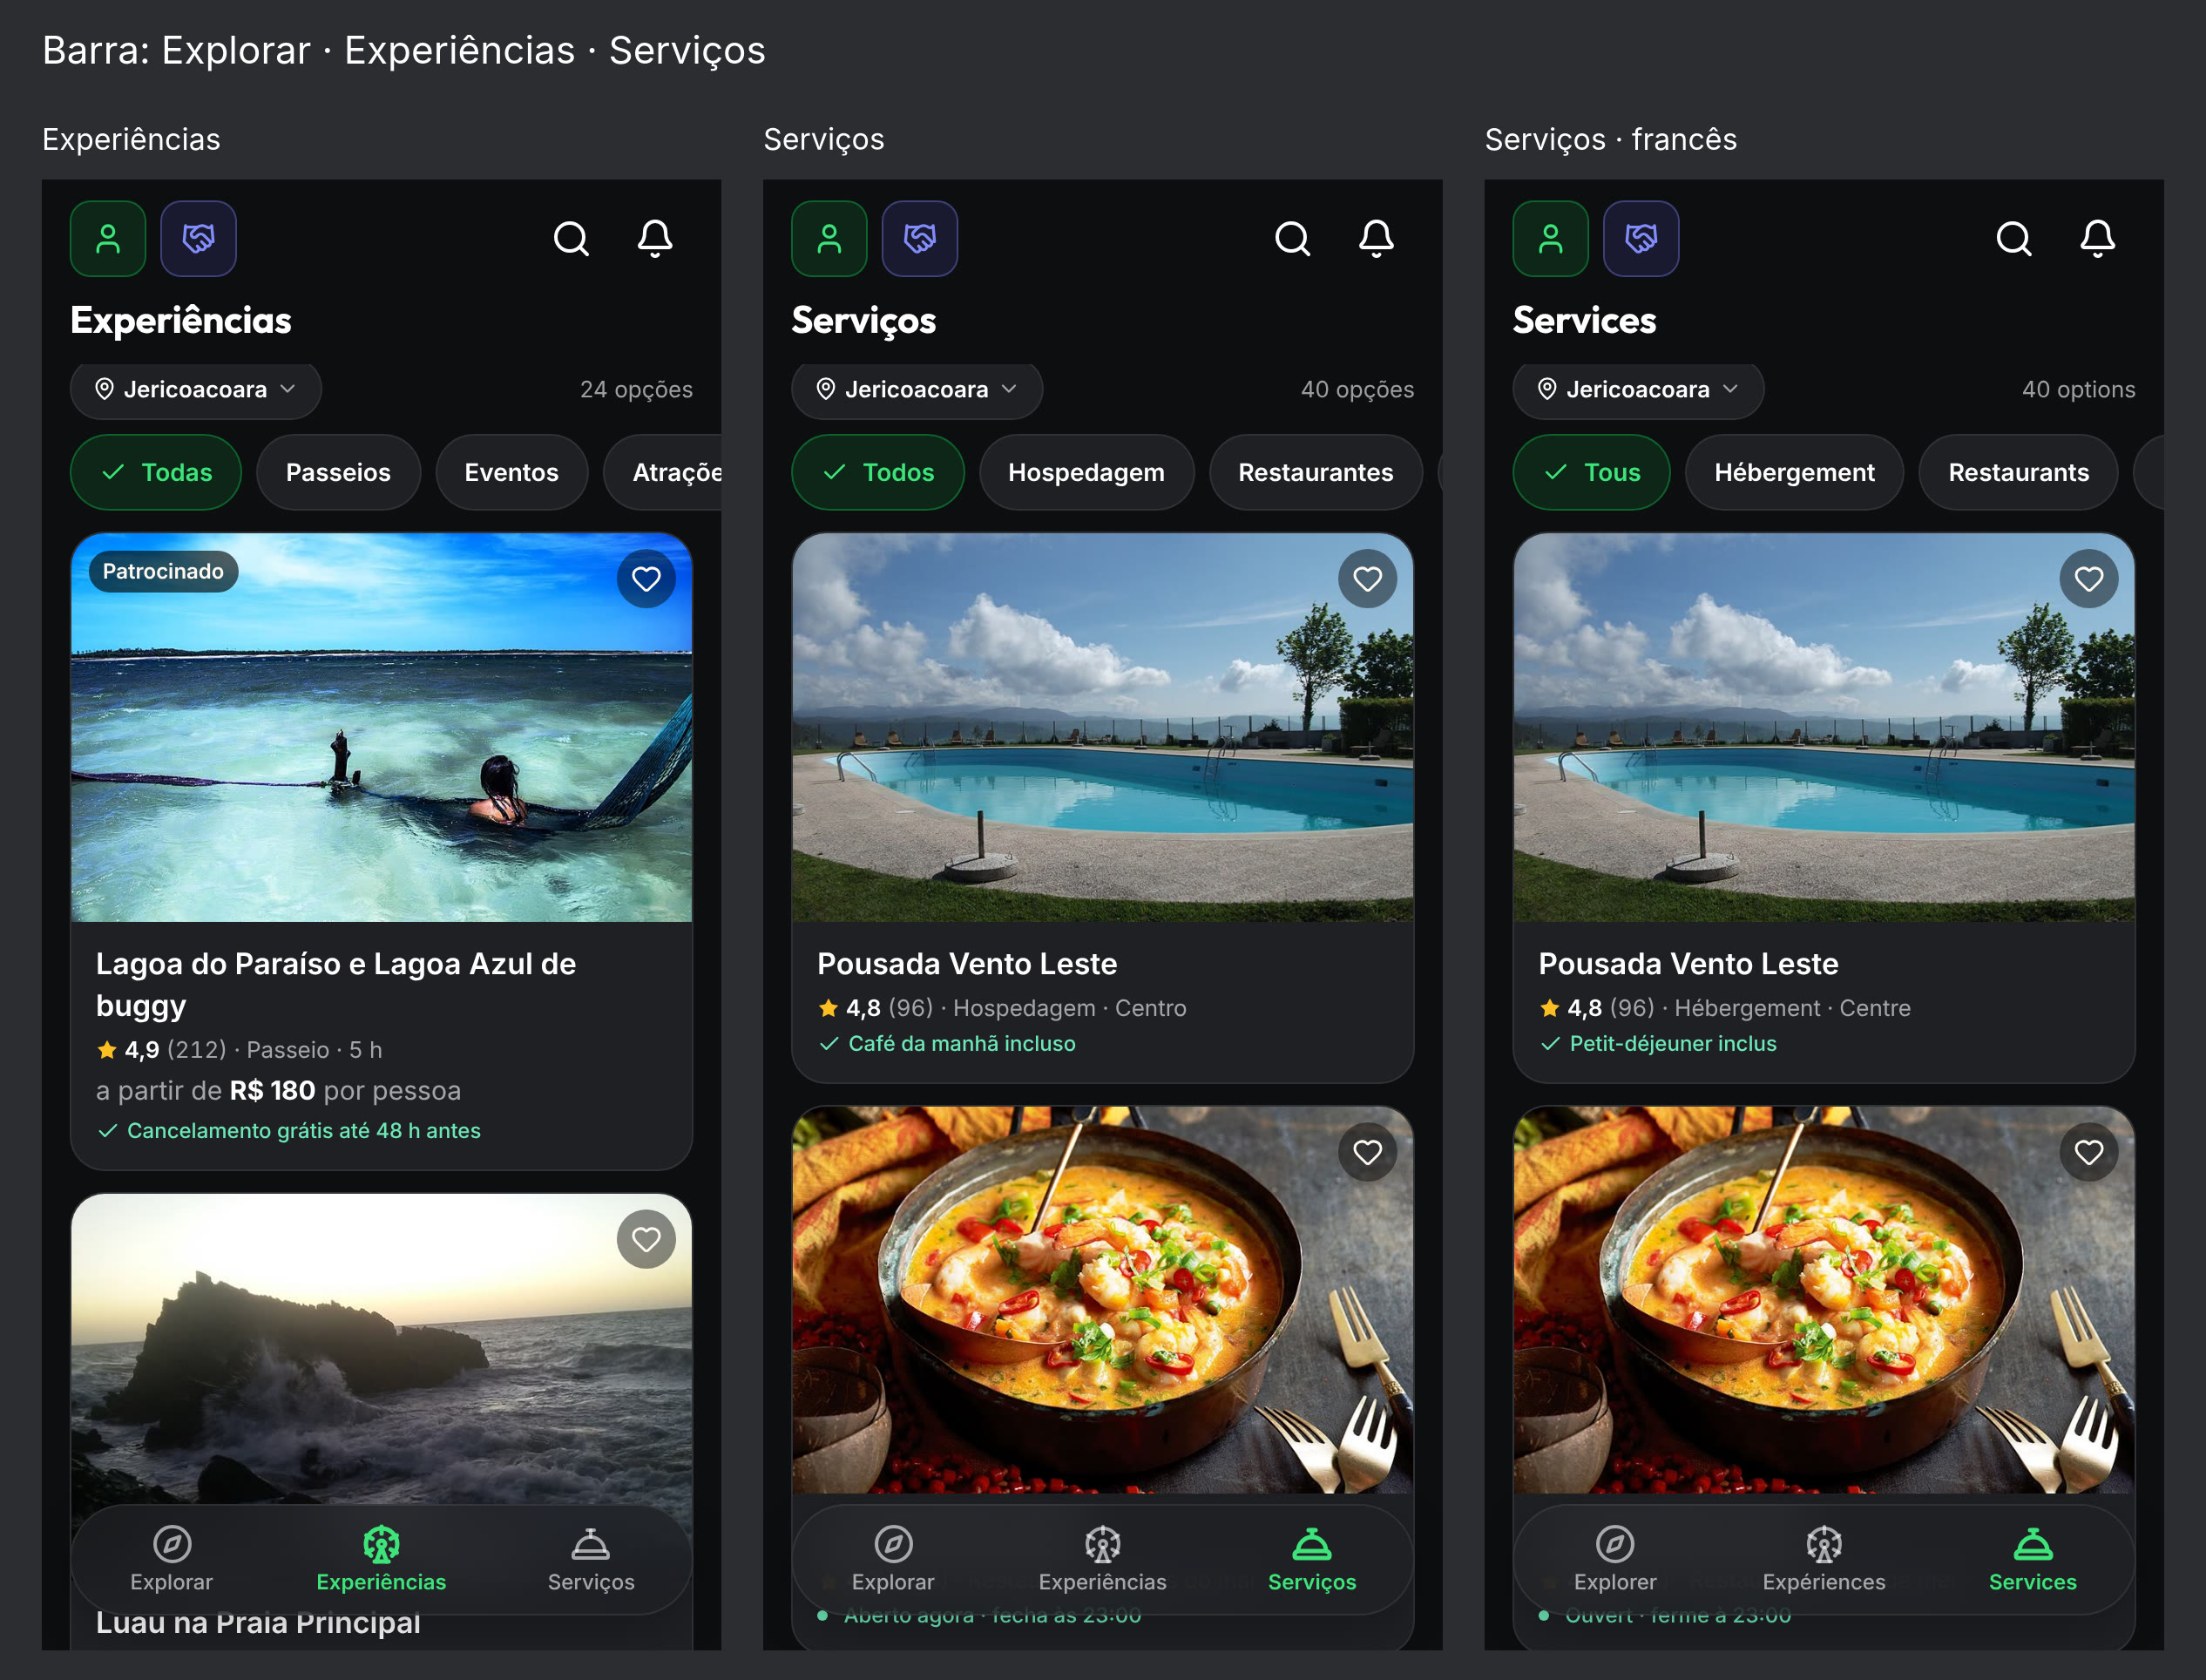 Barra: Explorar · Experiências · Serviços
Experiências
Experiências
Jericoacoara
24 opções
Todas
Passeios
Eventos
Atraçõe
Patrocinado
Lagoa do Paraíso e Lagoa Azul de
buggy
4,9 (212) · Passeio · 5 h
a partir de R$ 180 por pessoa
Cancelamento grátis até 48 h antes
Explorar
Experiências
Serviços
Luau na Praia Principal
Serviços
Serviços
Jericoacoara
40 opções
Todos
Hospedagem
Restaurantes
Pousada Vento Leste
4,8 (96) · Hospedagem · Centro
Café da manhã incluso
Explorar
Experiências
Serviços
Aberto agora · fecha às 23:00
Serviços · francês
Services
Jericoacoara
40 options
Tous
Hébergement
Restaurants
Pousada Vento Leste
4,8 (96) · Hébergement · Centre
Petit-déjeuner inclus
Explorer
Expériences
Services
Ouvert · ferme à 23:00